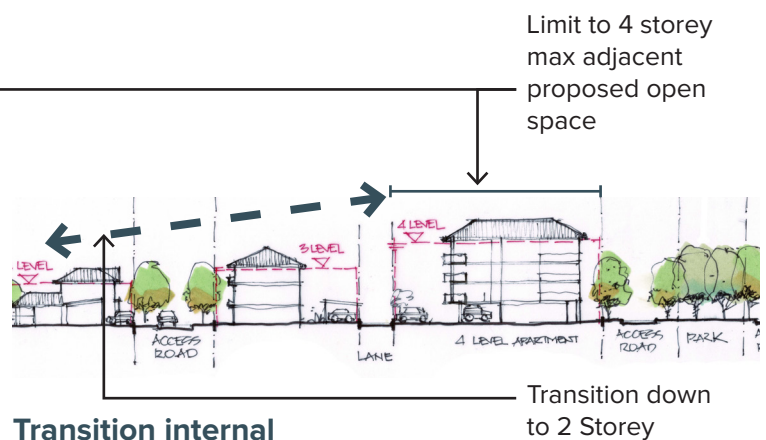 Limit to 4 storey
max adjacent
proposed open
space
LEVEL
3 LEVEL
4 LEVEL
ACCESS
ROAD
LANE
4 LEVEL APARTMENT
ACCESS
ROAD
PARK
Transition down
to 2 Storey
Transition internal